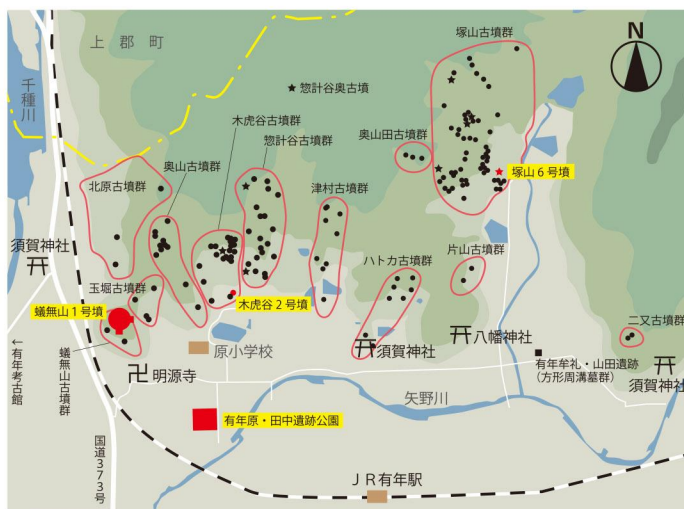 上郡町
塚山古墳群
N
千種川
惣計谷奥古墳
木虎谷古墳群
惣計谷古墳群
奥山田古墳群
奥山古墳群
塚山6号墳
北原古墳群
津村古墳群
須賀神社
ハトカ古墳群
片山古墳群
玉堀古墳群
蟻無山1号墳
木虎谷2号墳
二又古墳群
原小学校
須賀神社
八幡神社
←有年考古館
蟻無山古墳群
明源寺
有年牟礼・山田遺跡
(方形周溝墓群)
須賀神社
矢野川
有年原・田中遺跡公園
国道373号
JR有年駅